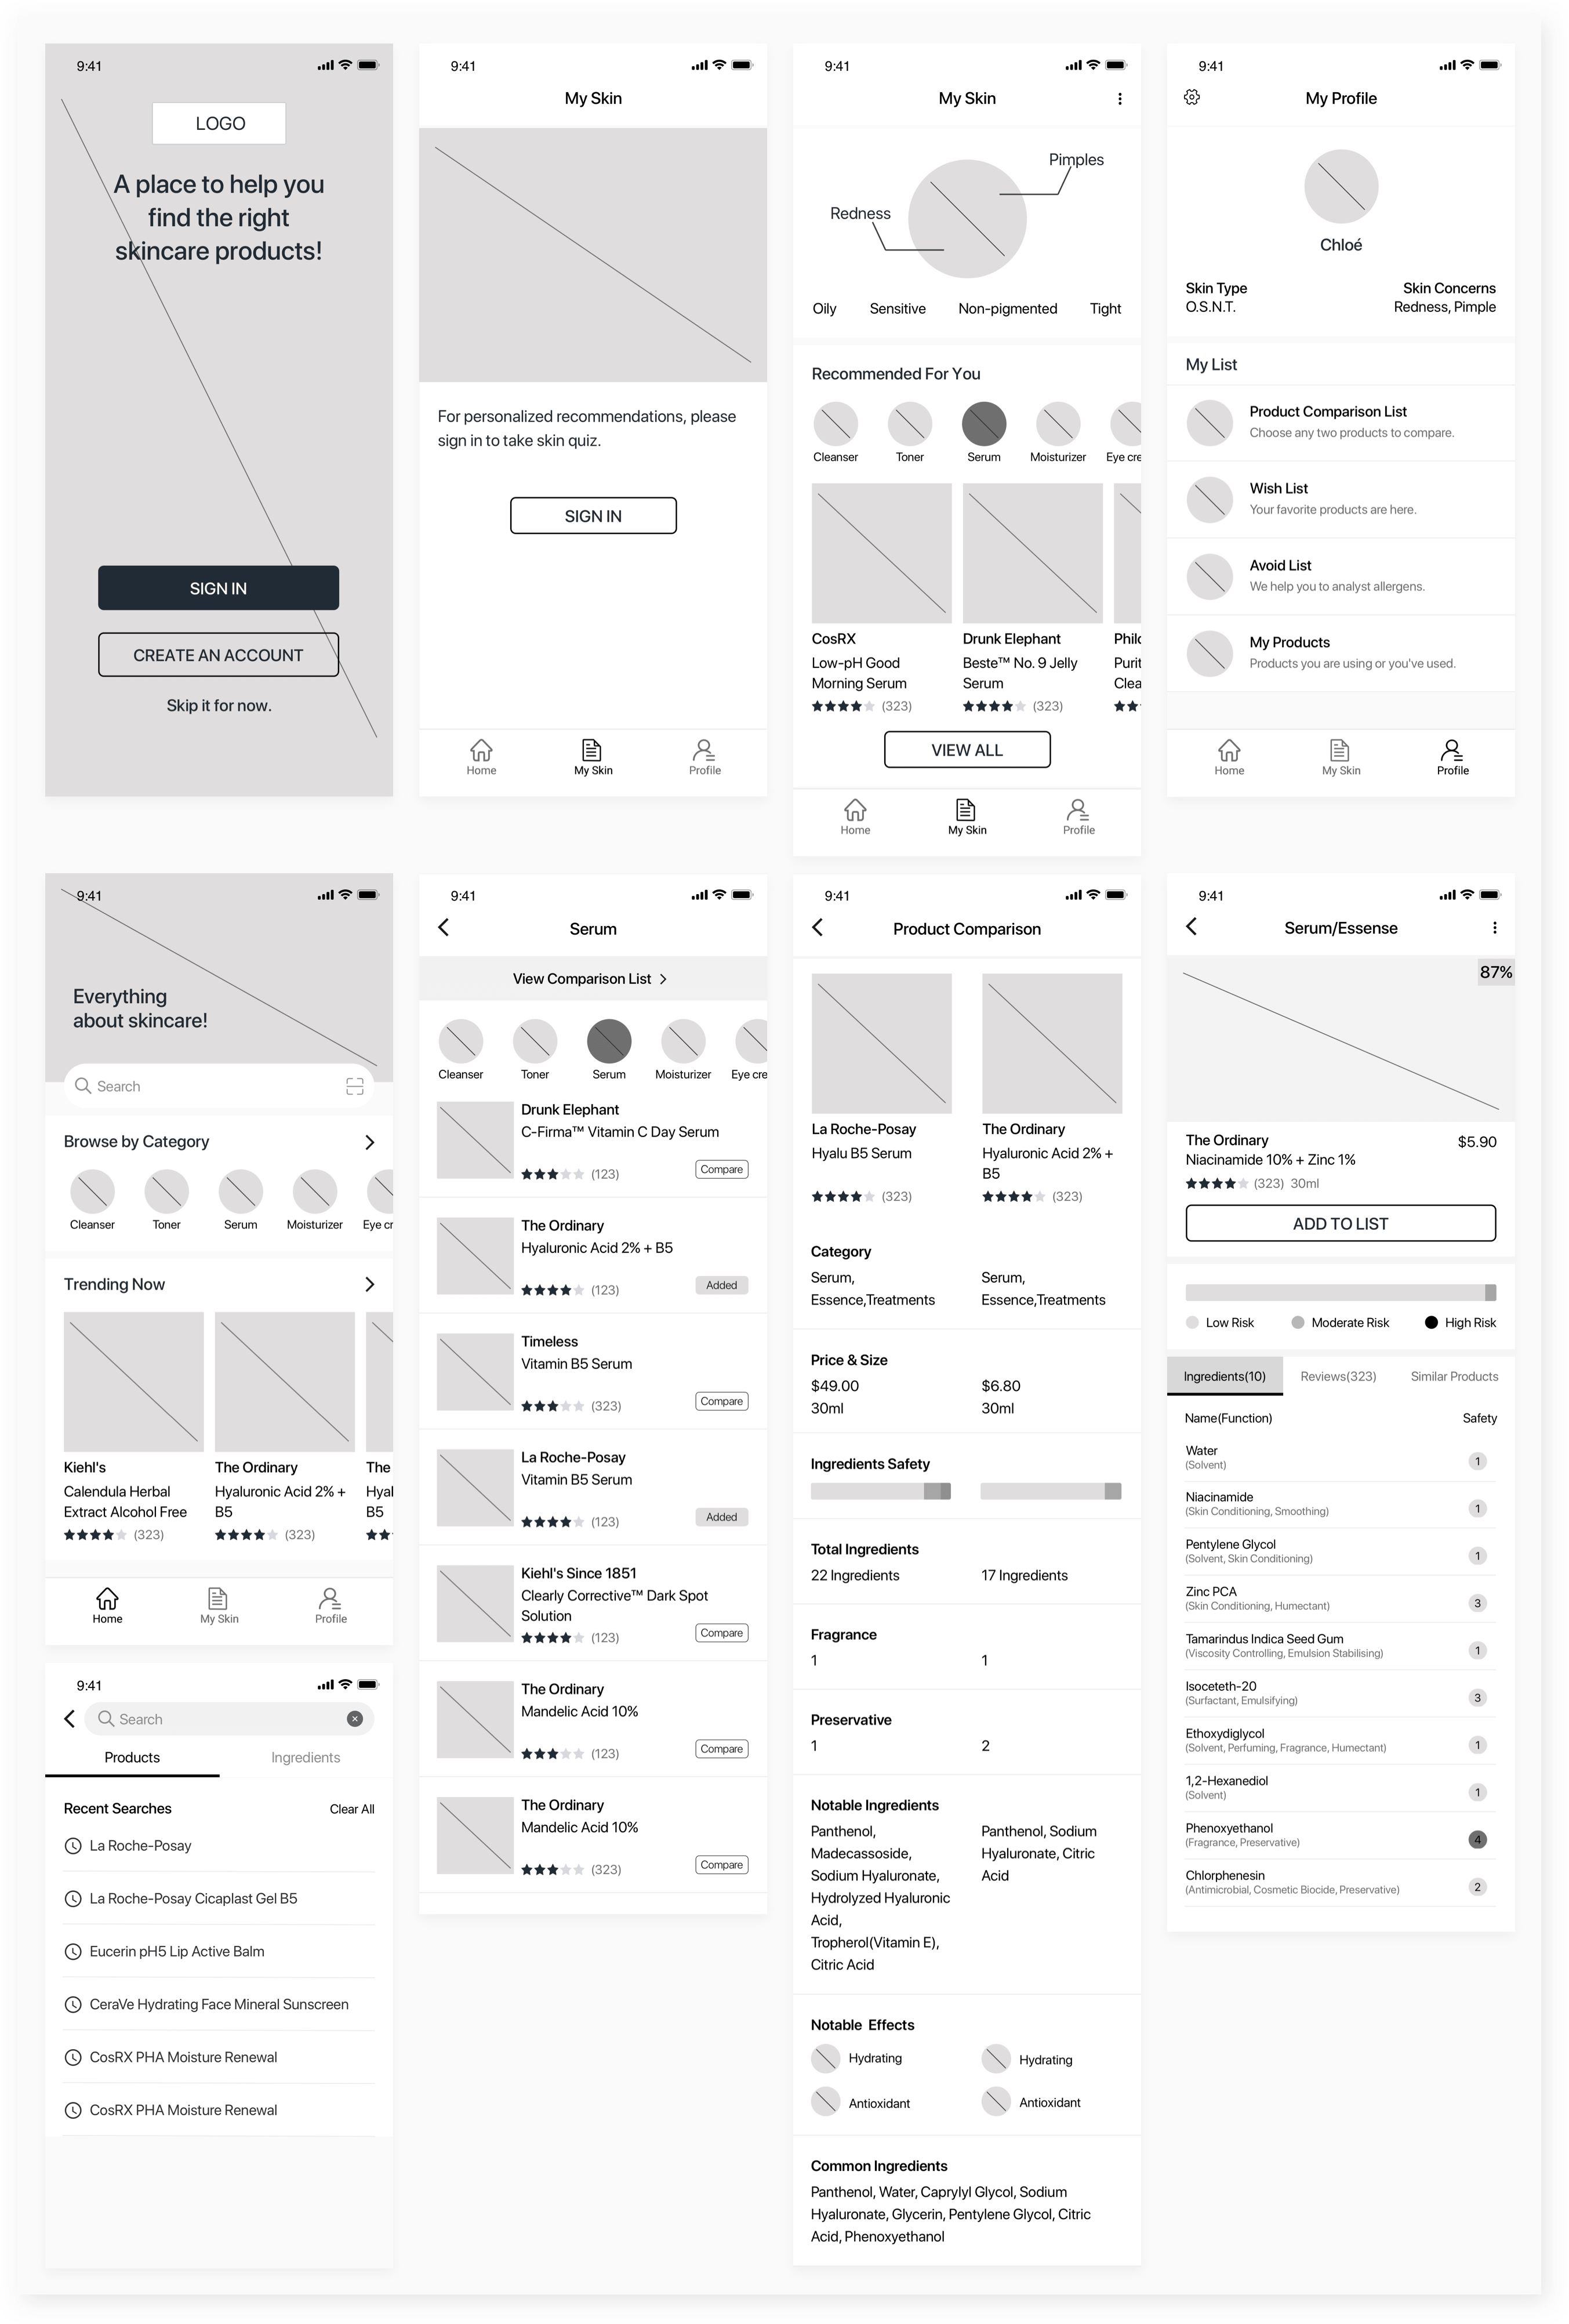 9:41
LOGO
A place to help you
find the right
skincare products!
SIGN IN
CREATE AN ACCOUNT
Skip it for now.
9:41
My Skin
For personalized recommendations, please
sign in to take skin quiz.
SIGN IN
Home
My Skin
Profile
9:41
My Skin
Pimples
Redness
Oily
Sensitive
Non-pigmented
Tight
Recommended For You
Cleanser
Toner
Serum
Moisturizer
Eye cre
CosRX
Low-pH Good
Morning Serum
(323)
Drunk Elephant
Beste™ No. 9 Jelly
Serum
(323)
Philo
Purit
Clea
VIEW ALL
Home
My Skin
Profile
9:41
My Profile
Chloé
Skin Type
O.S.N.T.
Skin Concerns
Redness, Pimple
My List
Product Comparison List
Choose any two products to compare.
Wish List
Your favorite products are here.
Avoid List
We help you to analyst allergens.
My Products
Products you are using or you've used.
Home
My Skin
Profile
9:41
Everything
about skincare!
Search
Browse by Category
Cleanser
Toner
Serum
Moisturizer
Eye cr
Trending Now
Kiehl's
Calendula Herbal
Extract Alcohol Free
(323)
The Ordinary
Hyaluronic Acid 2% +
B5
(323)
The
Hyal
B5
Home
My Skin
Profile
9:41
Search
Products
Ingredients
Recent Searches
Clear All
La Roche-Posay
La Roche-Posay Cicaplast Gel B5
Eucerin pH5 Lip Active Balm
CeraVe Hydrating Face Mineral Sunscreen
CosRX PHA Moisture Renewal
CosRX PHA Moisture Renewal
9:41
Serum
View Comparison List
Cleanser
Toner
Serum
Moisturizer
Eye cre
Drunk Elephant
C-Firma™ Vitamin C Day Serum
(123)
Compare
The Ordinary
Hyaluronic Acid 2% + B5
(123)
Added
Timeless
Vitamin B5 Serum
(323)
Compare
La Roche-Posay
Vitamin B5 Serum
(123)
Added
Kiehl's Since 1851
Clearly Corrective™ Dark Spot
Solution
(123)
Compare
The Ordinary
Mandelic Acid 10%
(123)
Compare
The Ordinary
Mandelic Acid 10%
(323)
Compare
9:41
Product Comparison
La Roche-Posay
Hyalu B5 Serum
(323)
The Ordinary
Hyaluronic Acid 2% +
B5
(323)
Category
Serum,
Essence,Treatments
Serum,
Essence,Treatments
Price & Size
$49.00
30ml
$6.80
30ml
Ingredients Safety
Total Ingredients
22 Ingredients
17 Ingredients
Fragrance
1
1
Preservative
1
2
Notable Ingredients
Panthenol,
Madecassoside,
Sodium Hyaluronate,
Hydrolyzed Hyaluronic
Acid,
Tropherol(Vitamin E),
Citric Acid
Panthenol, Sodium
Hyaluronate, Citric
Acid
Notable Effects
Hydrating
Hydrating
Antioxidant
Antioxidant
Common Ingredients
Panthenol, Water, Caprylyl Glycol, Sodium
Hyaluronate, Glycerin, Pentylene Glycol, Citric
Acid, Phenoxyethanol
9:41
Serum/Essense
87%
The Ordinary
$5.90
Niacinamide 10% + Zinc 1%
(323) 30ml
ADD TO LIST
Low Risk
Moderate Risk
High Risk
Ingredients(10)
Reviews(323)
Similar Products
Name(Function)
Safety
Water
(Solvent)
1
Niacinamide
(Skin Conditioning, Smoothing)
1
Pentylene Glycol
(Solvent, Skin Conditioning)
1
Zinc PCA
(Skin Conditioning, Humectant)
3
Tamarindus Indica Seed Gum
(Viscosity Controlling, Emulsion Stabilising)
1
Isoceteth-20
(Surfactant, Emulsifying)
3
Ethoxydiglycol
(Solvent, Perfuming, Fragrance, Humectant)
1
1,2-Hexanediol
(Solvent)
1
Phenoxyethanol
(Fragrance, Preservative)
4
Chlorphenesin
(Antimicrobial, Cosmetic Biocide, Preservative)
2